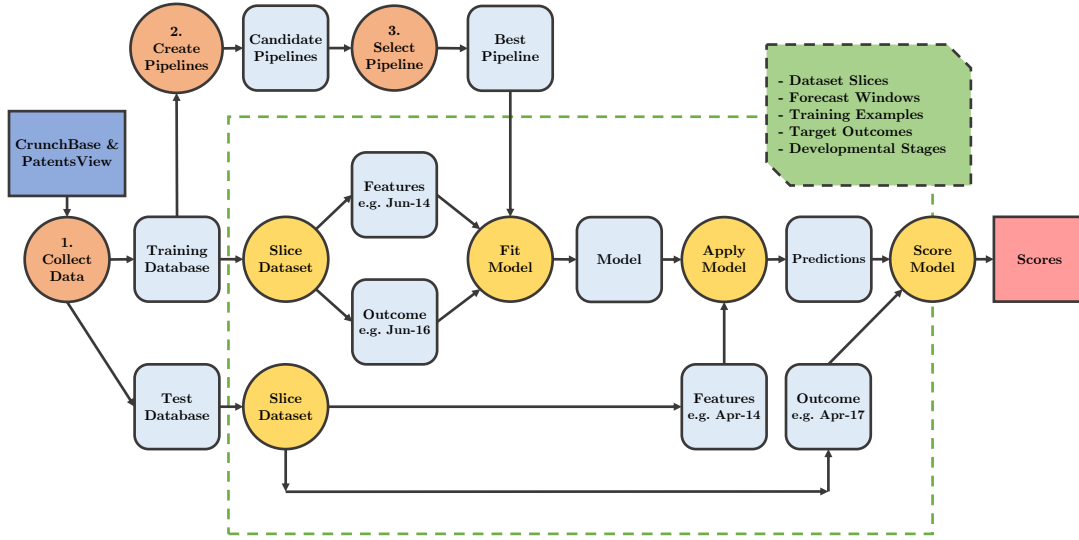 2.
Create
Pipelines
Candidate
Pipelines
3.
Select
Pipeline
Best
Pipeline
- Dataset Slices
- Forecast Windows
- Training Examples
- Target Outcomes
- Developmental Stages
CrunchBase &
PatentsView
Features
e.g. Jun-14
1.
Collect
Data
Training
Database
Slice
Dataset
Fit
Model
Model
Apply
Model
Predictions
Score
Model
Scores
Outcome
e.g. Jun-16
Test
Database
Slice
Dataset
Features
e.g. Apr-14
Outcome
e.g. Apr-17